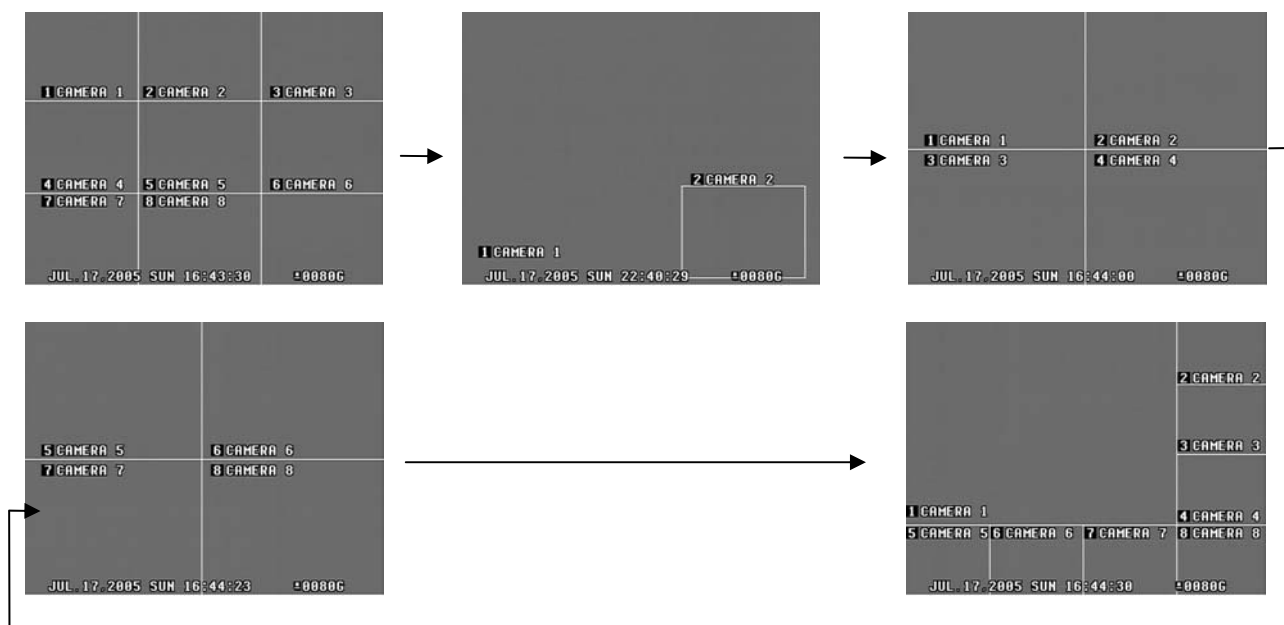 1 CAMERA 1 2 CAMERA 2 3 CAMERA 3
4 CAMERA 4 5 CAMERA 5 6 CAMERA 6
7 CAMERA 7 8 CAMERA 8
JUL.17.2005 SUN 16:43:30 0080G
2 CAMERA 2
1 CAMERA 1
JUL.17.2005 SUN 22:40:29 0080G
1 CAMERA 1 2 CAMERA 2
3 CAMERA 3 4 CAMERA 4
JUL.17.2005 SUN 16:44:00 0080G
5 CAMERA 5 6 CAMERA 6
7 CAMERA 7 8 CAMERA 8
JUL.17.2005 SUN 16:44:23 0080G
2 CAMERA 2
3 CAMERA 3
1 CAMERA 1 4 CAMERA 4
5 CAMERA 5 6 CAMERA 6 7 CAMERA 7 8 CAMERA 8
JUL.17.2005 SUN 16:44:30 0080G